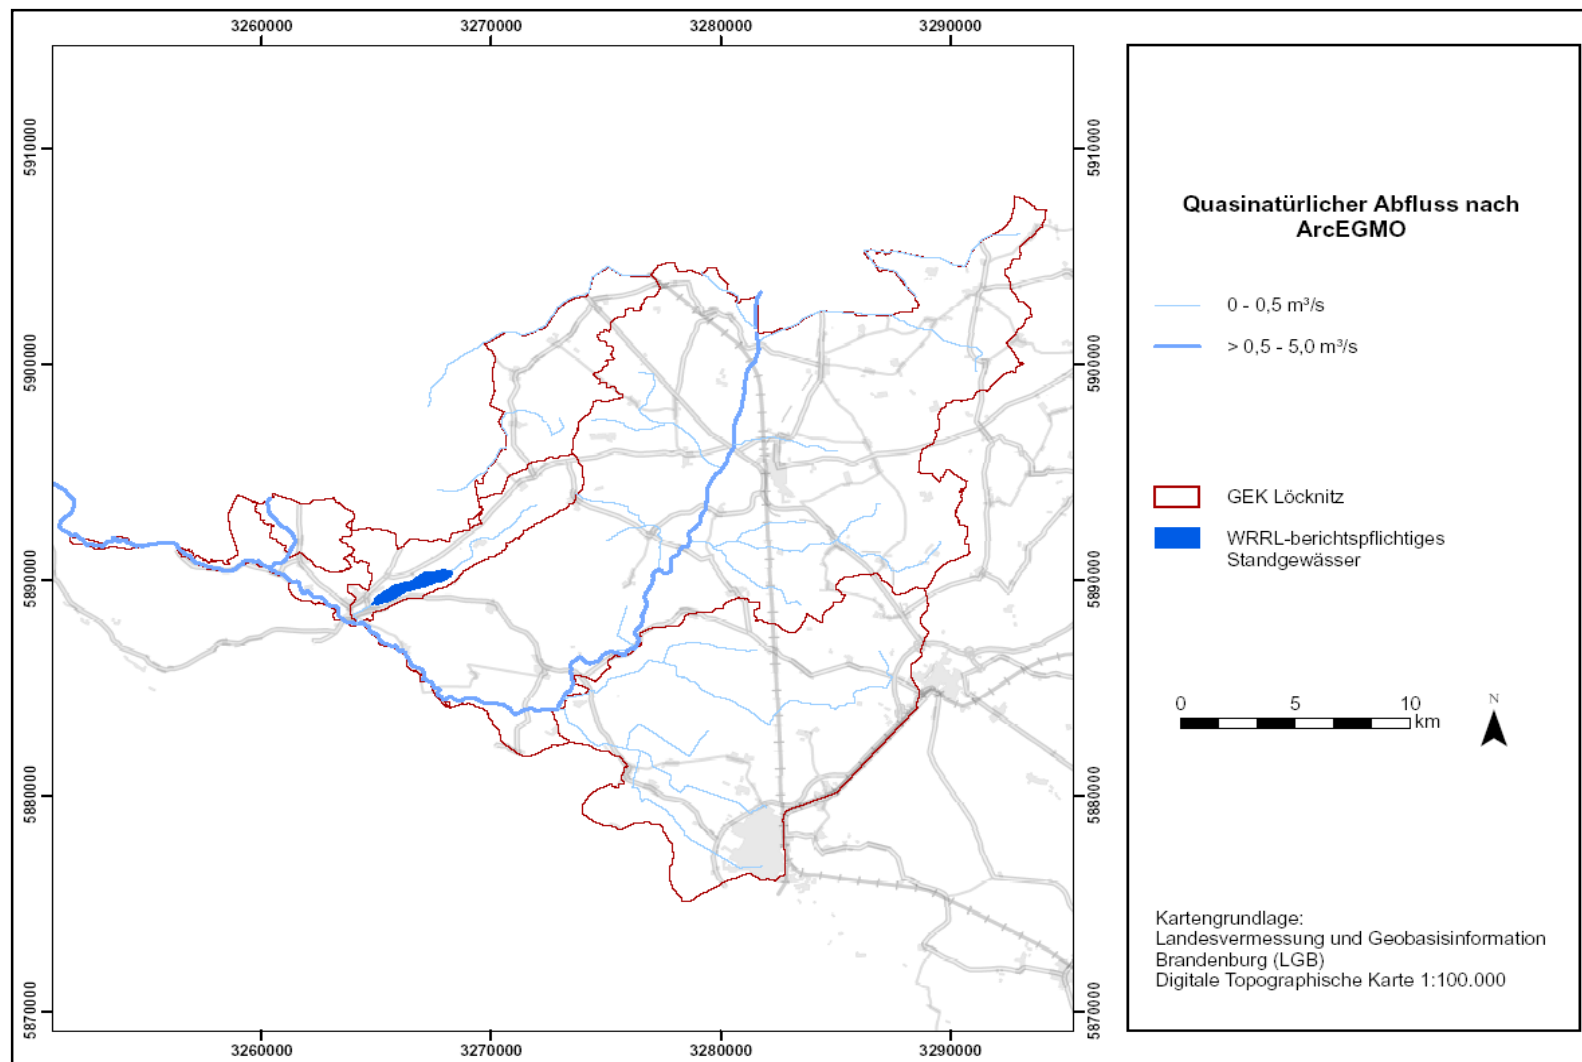 3260000 3270000 3280000 3290000
5910000 5910000
5900000 5900000
5890000 5890000
5880000 5880000
5870000 5870000
3260000 3270000 3280000 3290000
Quasinatürlicher Abfluss nach
ArcEGMO
0 - 0,5 m³/s
> 0,5 - 5,0 m³/s
GEK Löcknitz
WRRL-berichtspflichtiges
Standgewässer
0 5 10
km
N
Kartengrundlage:
Landesvermessung und Geobasisinformation
Brandenburg (LGB)
Digitale Topographische Karte 1:100.000